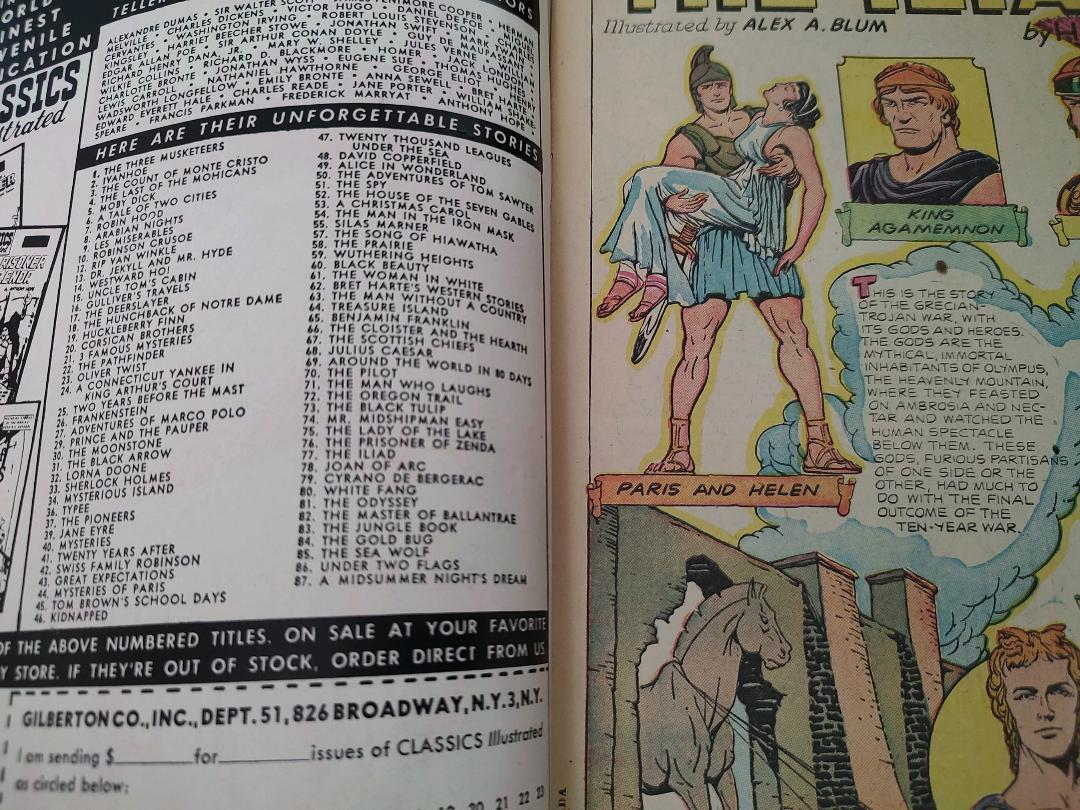 INEST
VENILE
ICATION
SSICS
trated
TELLER
ORS
ALEXANDRE DUMAS • SIR WALTER SCOTT • FENIMORE COOPER • HERMAN
MELVILLE • CHARLES DICKENS • VICTOR HUGO • DANIEL DEFOE
CERVANTES • WASHINGTON IRVING • ROBERT LOUIS STEVENSON
EDGAR ALLAN POE • HARRIET BEECHER STOWE • JONATHAN SWIFT • MARK TWAIN
RICHARD HENRY DANA, JR. • SIR ARTHUR CONAN DOYLE • GUY DE MAUPASSANT
WILKIE COLLINS • RICHARD D. BLACKMORE • MARY W. SHELLEY • JULES VERNE
CHARLOTTE BRONTE • JONATHAN WYSS • EUGENE SUE • HOMER • JACK LONDON
LEWIS CARROLL • NATHANIEL HAWTHORNE • GEORGE ELIOT • THOMAS HUGHES
WADSWORTH LONGFELLOW • EMILY BRONTE • ANNA SEWELL • BRET HARTE
EDWARD EVERETT HALE • CHARLES READE • JANE PORTER • WILLIAM SHAKE-
SPEARE • FRANCIS PARKMAN • FREDERICK MARRYAT • ANTHONY HOPE
HERE ARE THEIR UNFORGETTABLE STORIES
1. THE THREE MUSKETEERS
2. IVANHOE
3. THE COUNT OF MONTE CRISTO
4. THE LAST OF THE MOHICANS
5. MOBY DICK
6. A TALE OF TWO CITIES
7. ROBIN HOOD
8. ARABIAN NIGHTS
9. LES MISERABLES
10. ROBINSON CRUSOE
12. RIP VAN WINKLE
13. DR. JEKYLL AND MR. HYDE
14. WESTWARD HO!
15. UNCLE TOM'S CABIN
16. GULLIVER'S TRAVELS
17. THE DEERSLAYER
18. THE HUNCHBACK OF NOTRE DAME
19. HUCKLEBERRY FINN
20. CORSICAN BROTHERS
21. 3 FAMOUS MYSTERIES
22. THE PATHFINDER
23. OLIVER TWIST
24. A CONNECTICUT YANKEE IN
KING ARTHUR'S COURT
25. TWO YEARS BEFORE THE MAST
26. FRANKENSTEIN
27. ADVENTURES OF MARCO POLO
29. PRINCE AND THE PAUPER
30. THE MOONSTONE
31. THE BLACK ARROW
32. LORNA DOONE
33. SHERLOCK HOLMES
34. MYSTERIOUS ISLAND
36. TYPEE
37. THE PIONEERS
39. JANE EYRE
40. MYSTERIES
41. TWENTY YEARS AFTER
42. SWISS FAMILY ROBINSON
43. GREAT EXPECTATIONS
44. MYSTERIES OF PARIS
45. TOM BROWN'S SCHOOL DAYS
46. KIDNAPPED
47. TWENTY THOUSAND LEAGUES
UNDER THE SEA
48. DAVID COPPERFIELD
49. ALICE IN WONDERLAND
50. THE ADVENTURES OF TOM SAWYER
51. THE SPY
52. THE HOUSE OF THE SEVEN GABLES
53. A CHRISTMAS CAROL
54. THE MAN IN THE IRON MASK
55. SILAS MARNER
57. THE SONG OF HIAWATHA
58. THE PRAIRIE
59. WUTHERING HEIGHTS
60. BLACK BEAUTY
61. THE WOMAN IN WHITE
62. BRET HARTE'S WESTERN STORIES
63. THE MAN WITHOUT A COUNTRY
64. TREASURE ISLAND
65. BENJAMIN FRANKLIN
66. THE CLOISTER AND THE HEARTH
67. THE SCOTTISH CHIEFS
68. JULIUS CAESAR
69. AROUND THE WORLD IN 80 DAYS
70. THE PILOT
71. THE MAN WHO LAUGHS
72. THE OREGON TRAIL
73. THE BLACK TULIP
74. MR. MIDSHIPMAN EASY
75. THE LADY OF THE LAKE
76. THE PRISONER OF ZENDA
77. THE ILIAD
78. JOAN OF ARC
79. CYRANO DE BERGERAC
80. WHITE FANG
81. THE ODYSSEY
82. THE MASTER OF BALLANTRAE
83. THE JUNGLE BOOK
84. THE GOLD BUG
85. THE SEA WOLF
86. UNDER TWO FLAGS
87. A MIDSUMMER NIGHT'S DREAM
OF THE ABOVE NUMBERED TITLES, ON SALE AT YOUR FAVORITE
Y STORE. IF THEY'RE OUT OF STOCK, ORDER DIRECT FROM US
GILBERTON CO., INC., DEPT. 51, 826 BROADWAY, N.Y. 3, N.Y.
I am sending $ for issues of CLASSICS Illustrated
as circled below:
20 21 22 23
THE ILIA
Illustrated by ALEX A. BLUM
by H
KING
AGAMEMNON
PARIS AND HELEN
THIS IS THE STORY
OF THE GRECIAN-
TROJAN WAR, WITH
ITS GODS AND HEROES.
THE GODS ARE THE
MYTHICAL, IMMORTAL
INHABITANTS OF OLYMPUS,
THE HEAVENLY MOUNTAIN,
WHERE THEY FEASTED
ON AMBROSIA AND NEC-
TAR AND WATCHED THE
HUMAN SPECTACLE
BELOW THEM. THESE
GODS, FURIOUS PARTISANS
OF ONE SIDE OR THE
OTHER, HAD MUCH TO
DO WITH THE FINAL
OUTCOME OF THE
TEN-YEAR WAR.